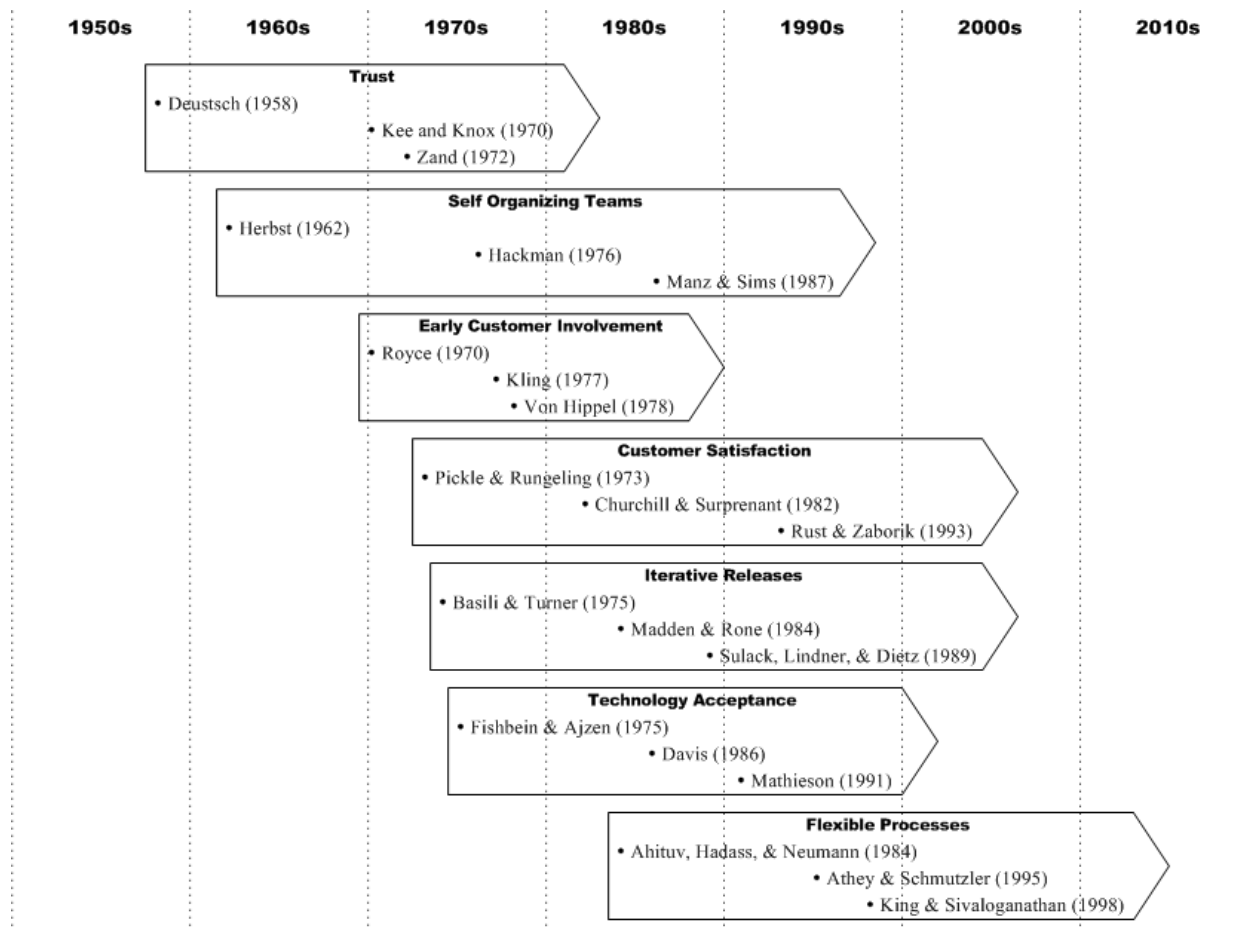 1950s 1960s 1970s 1980s 1990s 2000s 2010s
Trust
• Deustsch (1958)
• Kee and Knox (1970)
• Zand (1972)
Self Organizing Teams
• Herbst (1962)
• Hackman (1976)
• Manz & Sims (1987)
Early Customer Involvement
• Royce (1970)
• Kling (1977)
• Von Hippel (1978)
Customer Satisfaction
• Pickle & Rungeling (1973)
• Churchill & Surprenant (1982)
• Rust & Zaborik (1993)
Iterative Releases
• Basili & Turner (1975)
• Madden & Rone (1984)
• Sulack, Lindner, & Dietz (1989)
Technology Acceptance
• Fishbein & Ajzen (1975)
• Davis (1986)
• Mathieson (1991)
Flexible Processes
• Ahituv, Hadass, & Neumann (1984)
• Athey & Schmutzler (1995)
• King & Sivaloganathan (1998)